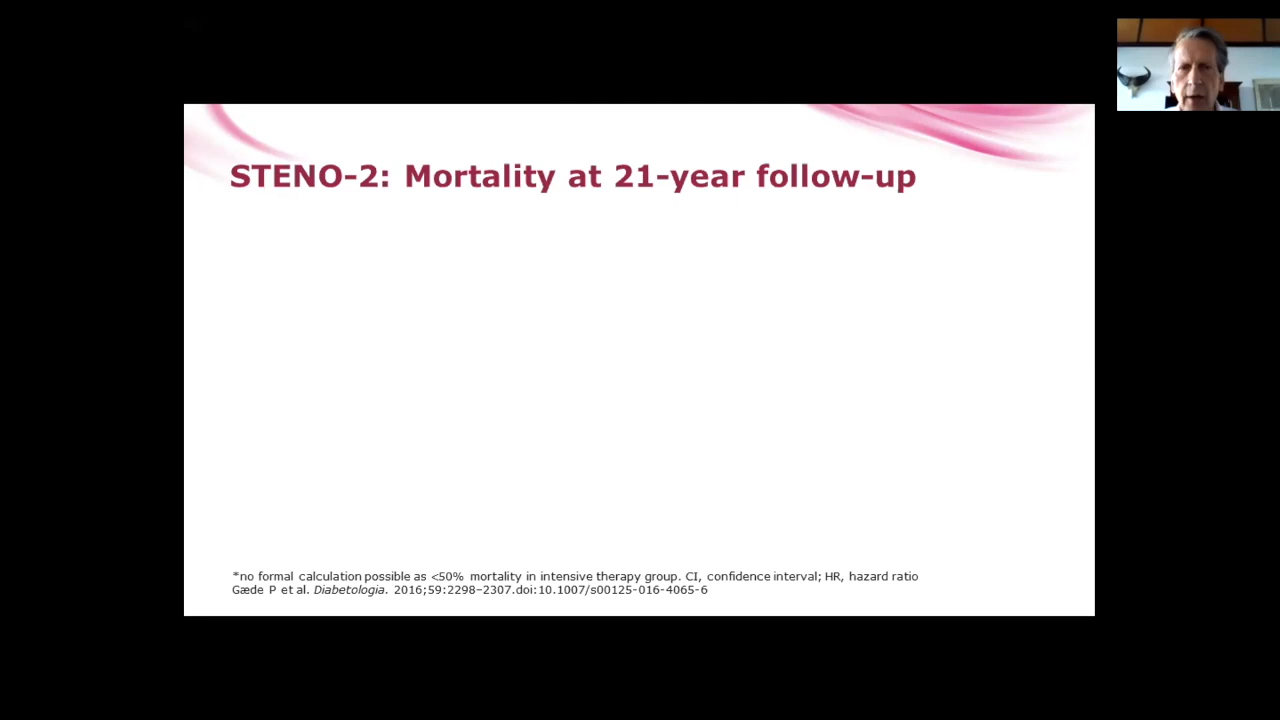 STENO-2: Mortality at 21-year follow-up
*no formal calculation possible as <50% mortality in intensive therapy group. CI, confidence interval; HR, hazard ratio
Gæde P et al. Diabetologia. 2016;59:2298–2307.doi:10.1007/s00125-016-4065-6